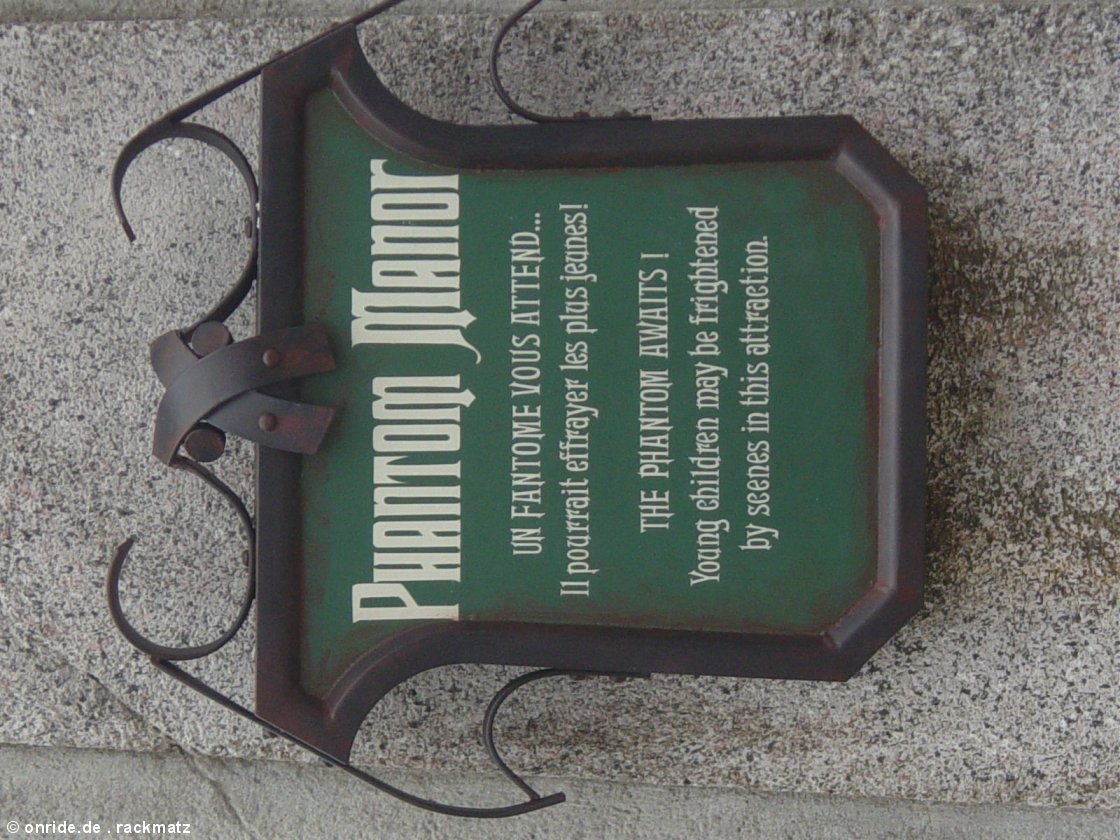 Phantom Manor
UN FANTOME VOUS ATTEND...
Il pourrait effrayer les plus jeunes!
THE PHANTOM AWAITS !
Young children may be frightened
by scenes in this attraction.
© onride.de . rackmatz